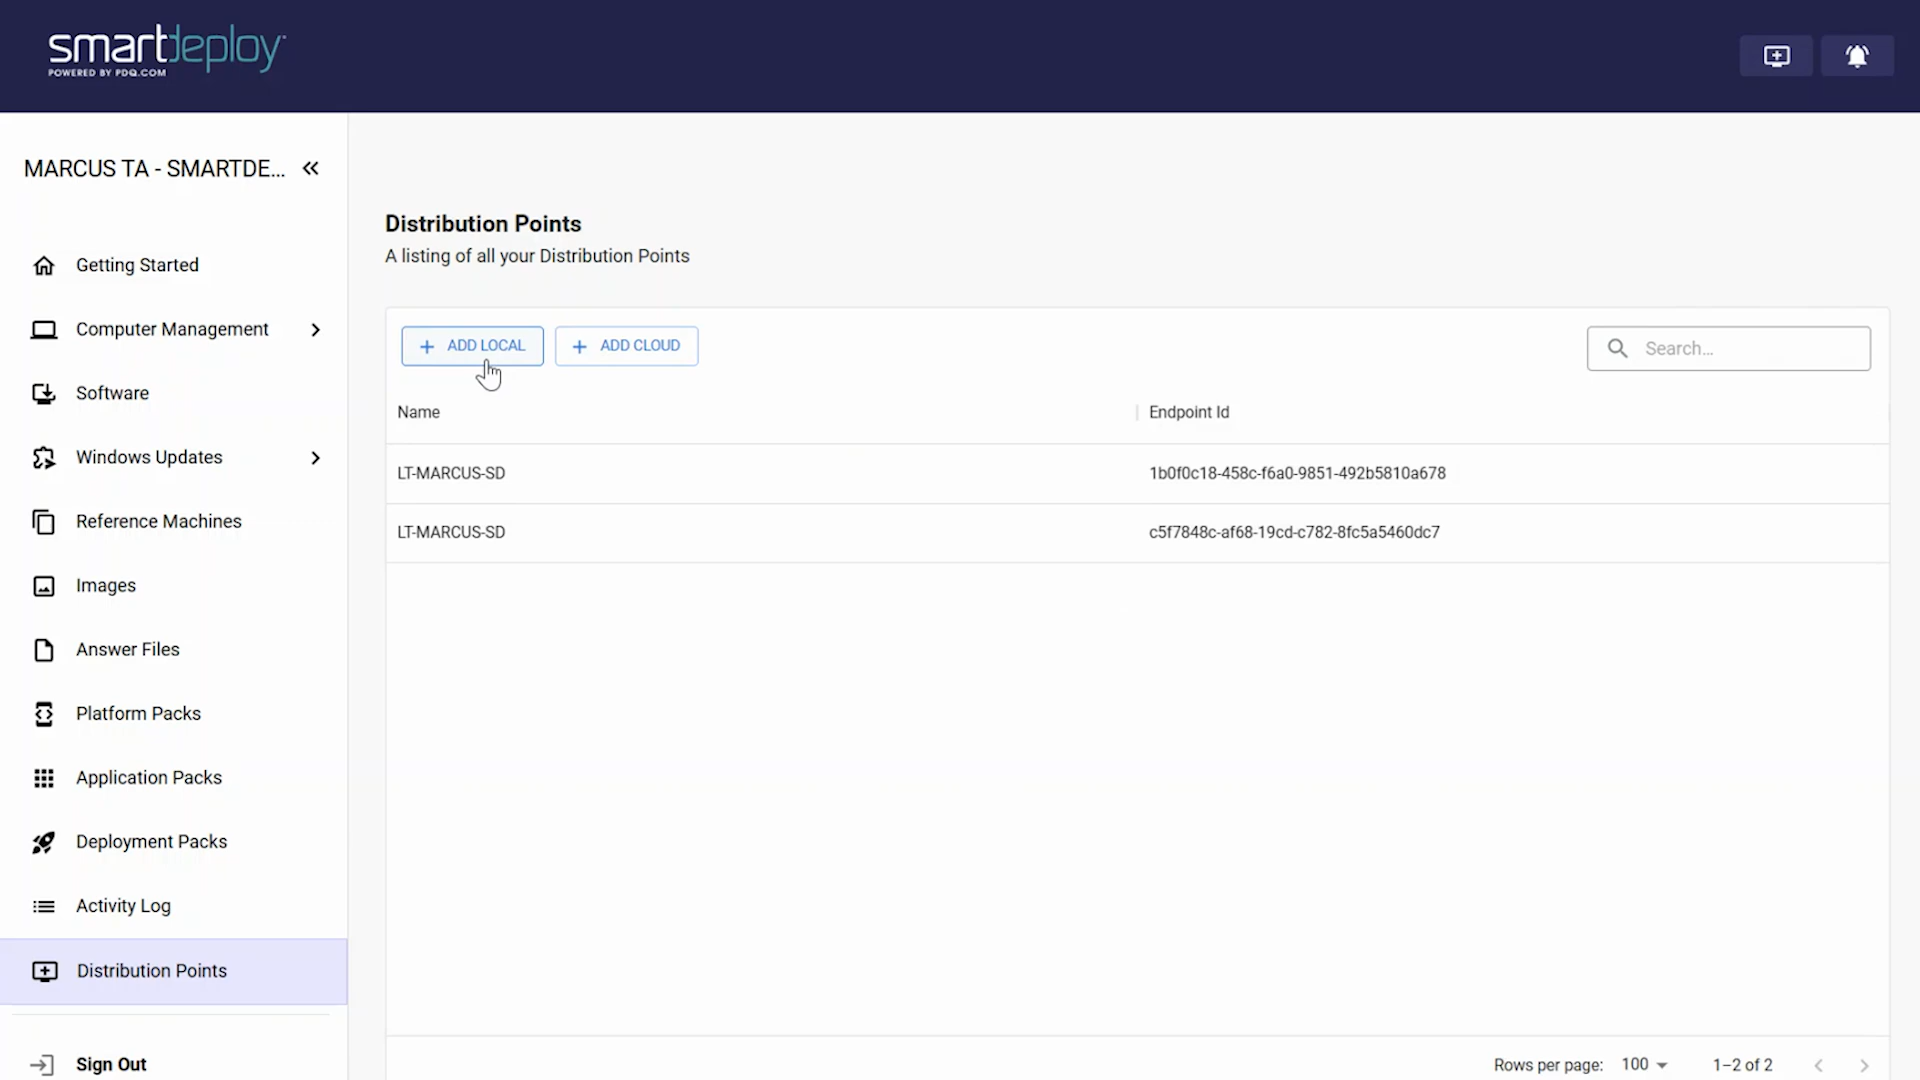 smartdeploy™
POWERED BY PDQ.COM
MARCUS TA - SMARTDE...
Getting Started
Computer Management
Software
Windows Updates
Reference Machines
Images
Answer Files
Platform Packs
Application Packs
Deployment Packs
Activity Log
Distribution Points
Sign Out
Distribution Points
A listing of all your Distribution Points
+ ADD LOCAL + ADD CLOUD Search...
Name Endpoint Id
LT-MARCUS-SD 1b0f0c18-458c-f6a0-9851-492b5810a678
LT-MARCUS-SD c5f7848c-af68-19cd-c782-8fc5a5460dc7
Rows per page: 100 1–2 of 2